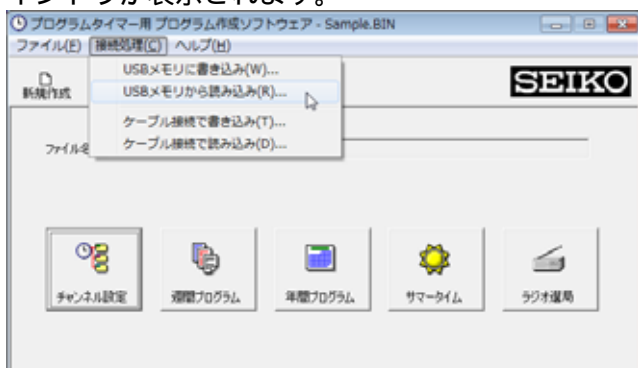 プログラムタイマー用 プログラム作成ソフトウェア - Sample.BIN
ファイル(F) 接続処理(C) ヘルプ(H)
USBメモリに書き込み(W)...
USBメモリから読み込み(R)...
ケーブル接続で書き込み(T)...
ケーブル接続で読み込み(D)...
新規作成
SEIKO
ファイル名
チャンネル設定 週間プログラム 年間プログラム サマータイム ラジオ選局